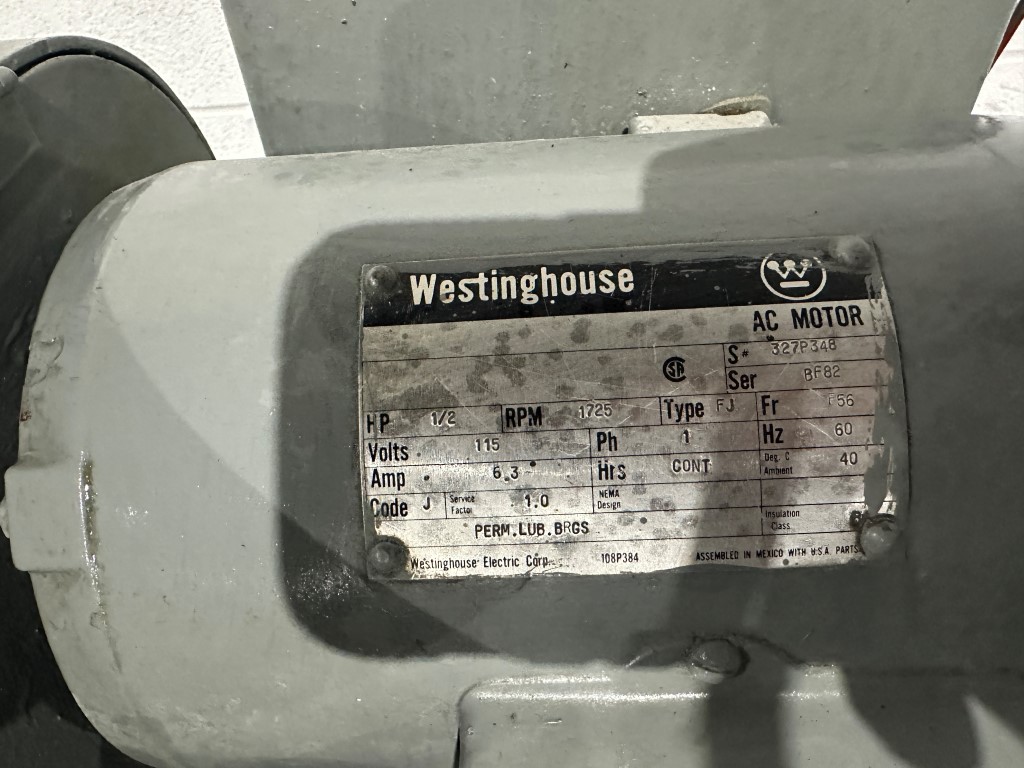 Westinghouse W
AC MOTOR
SA S# 327P348
Ser BF82
HP 1/2 RPM 1725 Type FJ Fr F56
Volts 115 Ph 1 Hz 60
Amp 6.3 Hrs CONT Deg. C Ambient 40
Code J Service Factor 1.0 NEMA Design
PERM.LUB.BRGS Insulation Class
Westinghouse Electric Corp. 108P384 ASSEMBLED IN MEXICO WITH U.S.A. PARTS